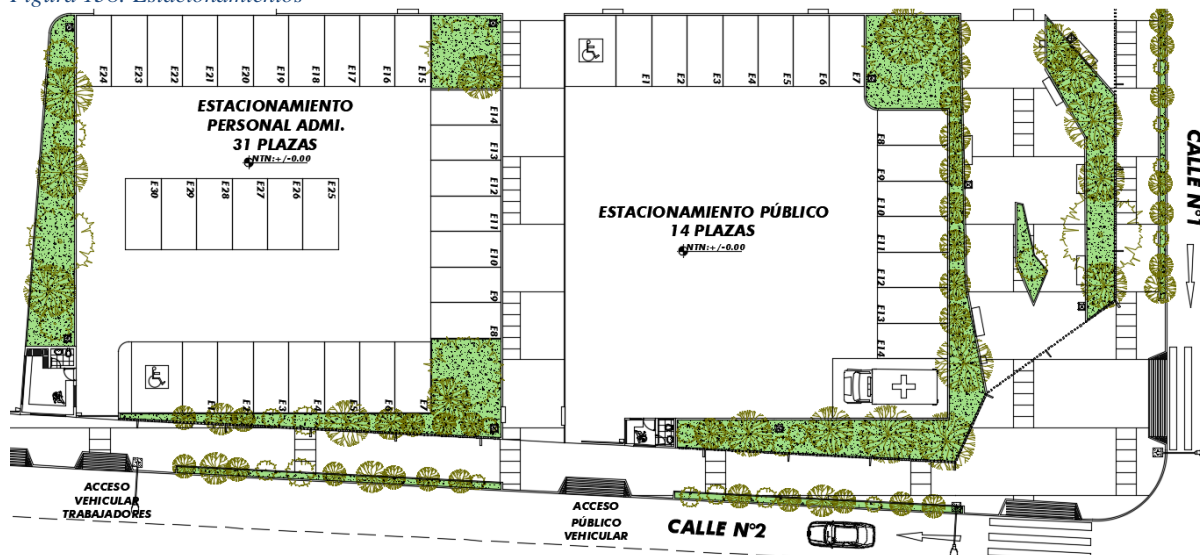 Estacionamientos
E24 E23 E22 E21 E20 E19 E18 E17 E16 E15
E1 E2 E3 E4 E5 E6 E7
ESTACIONAMIENTO
PERSONAL ADMI.
31 PLAZAS
NTN:+/-0.00
E14
E13
E12
E11
E10
E9
E8
E30 E29 E28 E27 E26 E25
E1 E2 E3 E4 E5 E6 E7
ESTACIONAMIENTO PÚBLICO
14 PLAZAS
NTN:+/-0.00
E8
E9
E10
E11
E12
E13
E14
CALLE N°1
ACCESO
VEHICULAR
TRABAJADORES
ACCESO
PÚBLICO
VEHICULAR
CALLE N°2